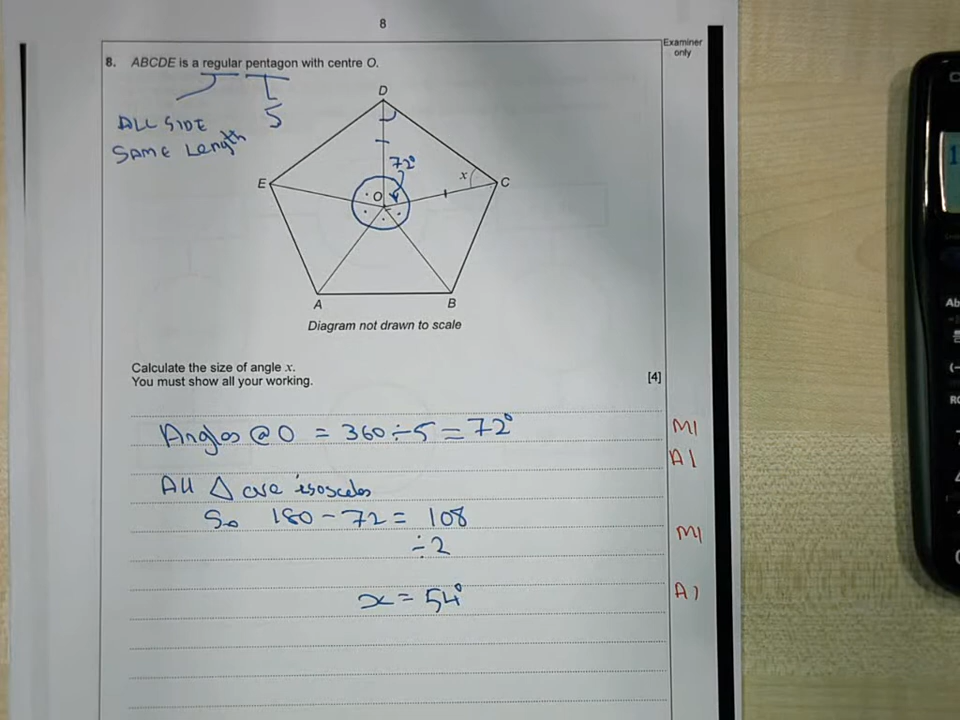 8
Examiner only
8. ABCDE is a regular pentagon with centre O.
ALL SIDE
SAME Length
5
D
72°
x
E
O
C
A
B
Diagram not drawn to scale
Calculate the size of angle x.
You must show all your working.
[4]
Angles @ O = 360 ÷ 5 = 72°
M1
A1
All △ are isosceles
So 180 - 72 = 108
÷ 2
M1
x = 54°
A1